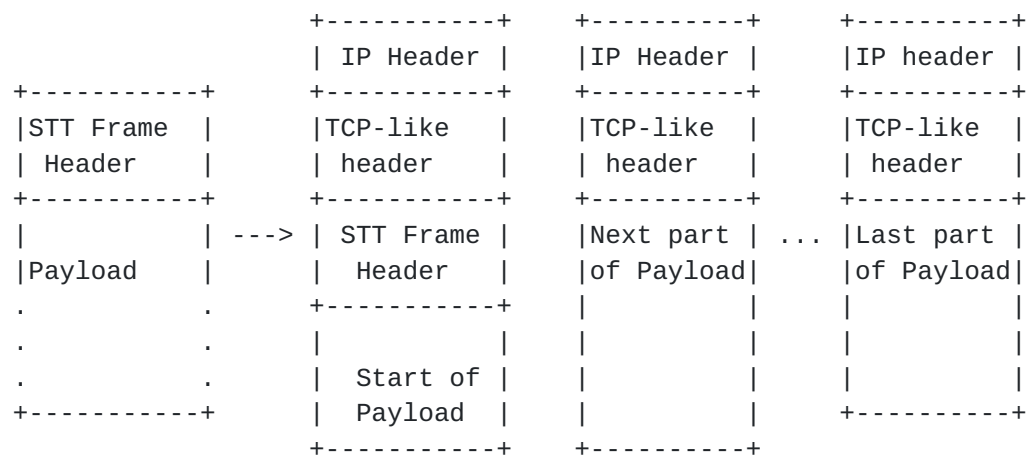 +-----------+    +----------+     +----------+
               | IP Header |    |IP Header |     |IP header |
+-----------+    +-----------+    +----------+     +----------+
|STT Frame  |    |TCP-like   |    |TCP-like  |     |TCP-like  |
| Header    |    | header    |    | header   |     | header   |
+-----------+    +-----------+    +----------+     +----------+
|           | ---> | STT Frame |    |Next part | ... |Last part |
|Payload    |    |  Header   |    |of Payload|     |of Payload|
.           .    +-----------+    |          |     |          |
.           .    |           |    |          |     |          |
.           .    |  Start of |    |          |     |          |
+-----------+    |  Payload  |    |          |     +----------+
                 +-----------+    +----------+